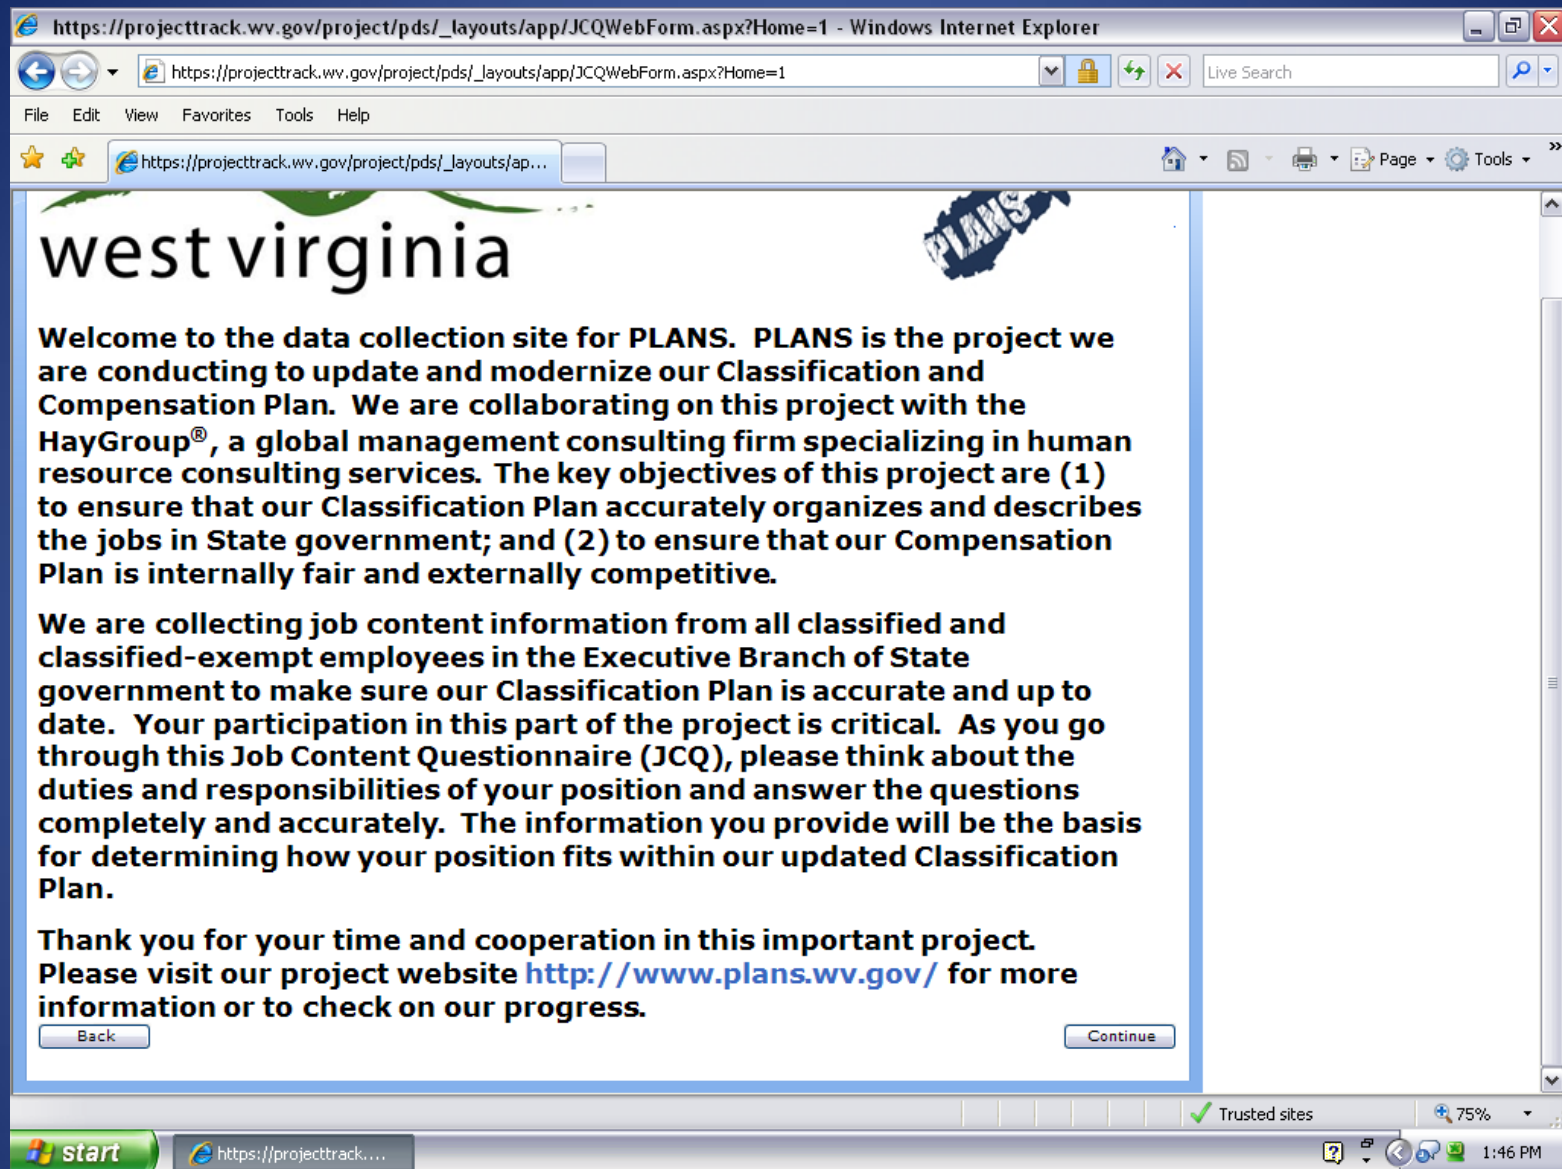 https://projecttrack.wv.gov/project/pds/_layouts/app/JCQWebForm.aspx?Home=1 - Windows Internet Explorer
https://projecttrack.wv.gov/project/pds/_layouts/app/JCQWebForm.aspx?Home=1
Live Search
File Edit View Favorites Tools Help
https://projecttrack.wv.gov/project/pds/_layouts/ap...
Page Tools
west virginia
PLANS
Welcome to the data collection site for PLANS. PLANS is the project we
are conducting to update and modernize our Classification and
Compensation Plan. We are collaborating on this project with the
HayGroup®, a global management consulting firm specializing in human
resource consulting services. The key objectives of this project are (1)
to ensure that our Classification Plan accurately organizes and describes
the jobs in State government; and (2) to ensure that our Compensation
Plan is internally fair and externally competitive.
We are collecting job content information from all classified and
classified-exempt employees in the Executive Branch of State
government to make sure our Classification Plan is accurate and up to
date. Your participation in this part of the project is critical. As you go
through this Job Content Questionnaire (JCQ), please think about the
duties and responsibilities of your position and answer the questions
completely and accurately. The information you provide will be the basis
for determining how your position fits within our updated Classification
Plan.
Thank you for your time and cooperation in this important project.
Please visit our project website http://www.plans.wv.gov/ for more
information or to check on our progress.
Back
Continue
Trusted sites
75%
start
https://projecttrack....
1:46 PM